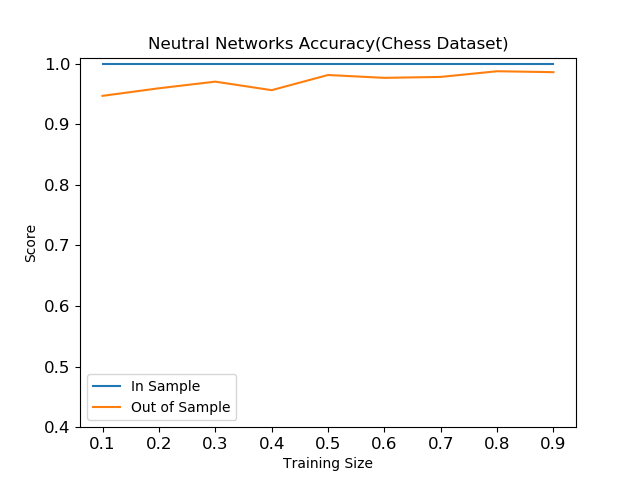 Neutral Networks Accuracy(Chess Dataset)
1.0
0.9
0.8
0.7
0.6
0.5
0.4
Score
In Sample
Out of Sample
0.1 0.2 0.3 0.4 0.5 0.6 0.7 0.8 0.9
Training Size